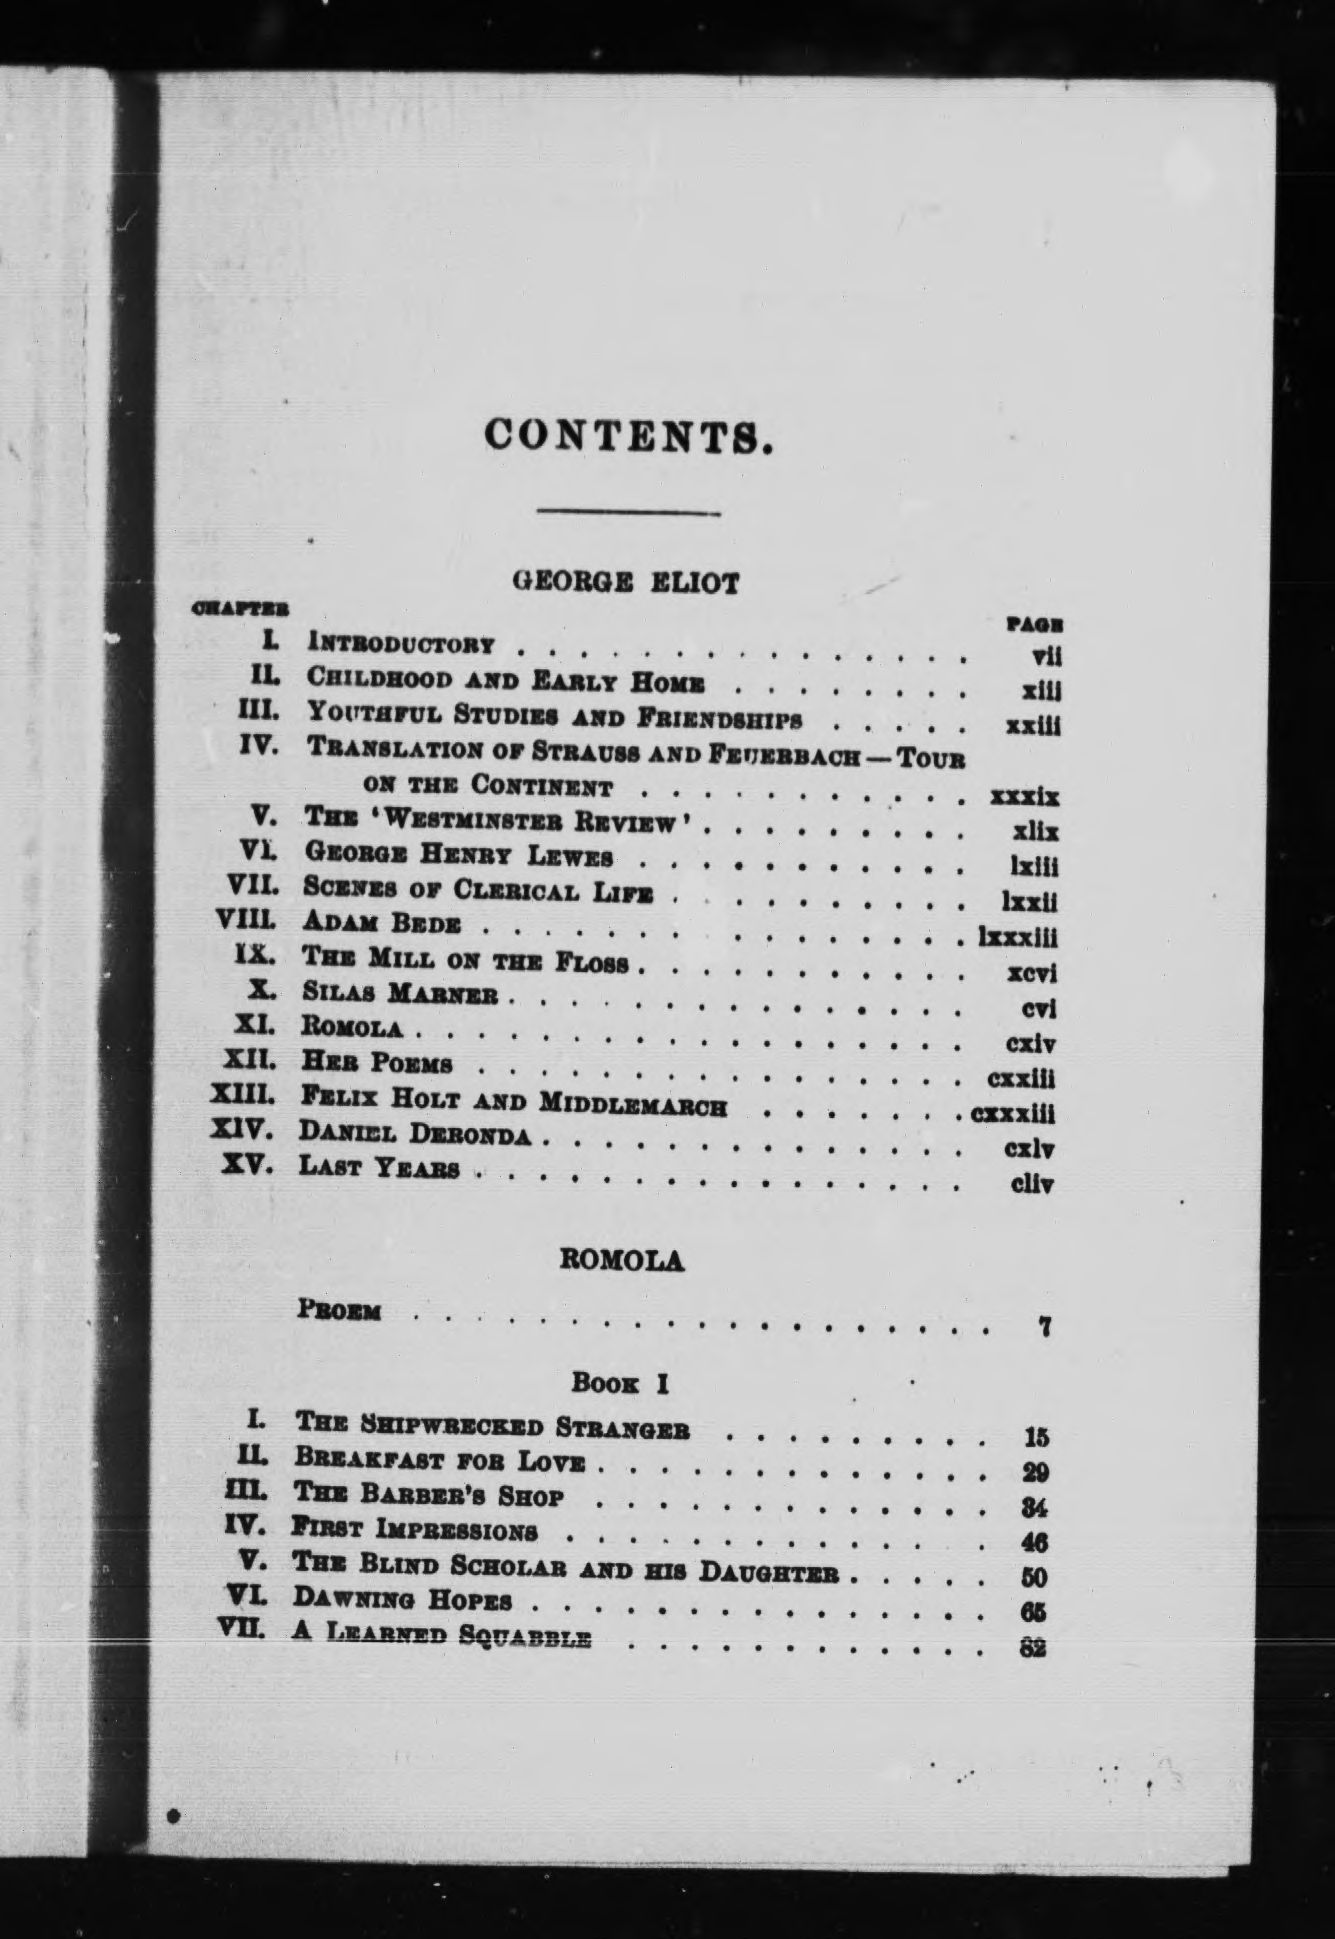 CONTENTS.
GEORGE ELIOT
CHAPTER PAGE
I. INTRODUCTORY . . . . . . . . . . . . . . . vii
II. CHILDHOOD AND EARLY HOME . . . . . . . . xiii
III. YOUTHFUL STUDIES AND FRIENDSHIPS . . . . . xxiii
IV. TRANSLATION OF STRAUSS AND FEUERBACH — TOUR
ON THE CONTINENT . . . . . . . . . . . xxxix
V. THE ‘WESTMINSTER REVIEW’ . . . . . . . . . xlix
VI. GEORGE HENRY LEWES . . . . . . . . . . . lxiii
VII. SCENES OF CLERICAL LIFE . . . . . . . . . . lxxii
VIII. ADAM BEDE . . . . . . . . . . . . . . . lxxxiii
IX. THE MILL ON THE FLOSS . . . . . . . . . . . xcvi
X. SILAS MARNER . . . . . . . . . . . . . . . cvi
XI. ROMOLA . . . . . . . . . . . . . . . . . . cxiv
XII. HER POEMS . . . . . . . . . . . . . . . . cxxiii
XIII. FELIX HOLT AND MIDDLEMARCH . . . . . . . cxxxiii
XIV. DANIEL DERONDA . . . . . . . . . . . . . . cxlv
XV. LAST YEARS . . . . . . . . . . . . . . . . cliv
ROMOLA
PROEM . . . . . . . . . . . . . . . . . . . 7
BOOK I
I. THE SHIPWRECKED STRANGER . . . . . . . . . 15
II. BREAKFAST FOR LOVE . . . . . . . . . . . . . 29
III. THE BARBER'S SHOP . . . . . . . . . . . . . 34
IV. FIRST IMPRESSIONS . . . . . . . . . . . . . 46
V. THE BLIND SCHOLAR AND HIS DAUGHTER . . . . . 50
VI. DAWNING HOPES . . . . . . . . . . . . . . . 65
VII. A LEARNED SQUABBLE . . . . . . . . . . . . 82